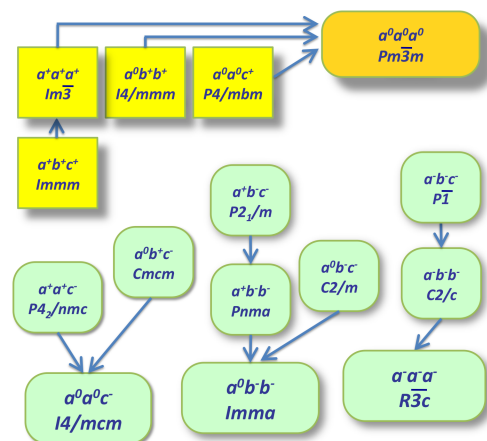 a⁰a⁰a⁰
Pm3̅m
a⁺a⁺a⁺
Im3̅
a⁰b⁺b⁺
I4/mmm
a⁰a⁰c⁺
P4/mbm
a⁺b⁺c⁺
Immm
a⁺b⁻c⁻
P2₁/m
a⁻b⁻c⁻
P1̅
a⁰b⁺c⁻
Cmcm
a⁺a⁺c⁻
P4₂/nmc
a⁺b⁻b⁻
Pnma
a⁰b⁻c⁻
C2/m
a⁻b⁻b⁻
C2/c
a⁰a⁰c⁻
I4/mcm
a⁰b⁻b⁻
Imma
a⁻a⁻a⁻
R3̅c